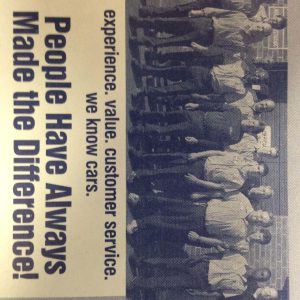 experience. value. customer service.
we know cars.
People Have Always
Made the Difference!